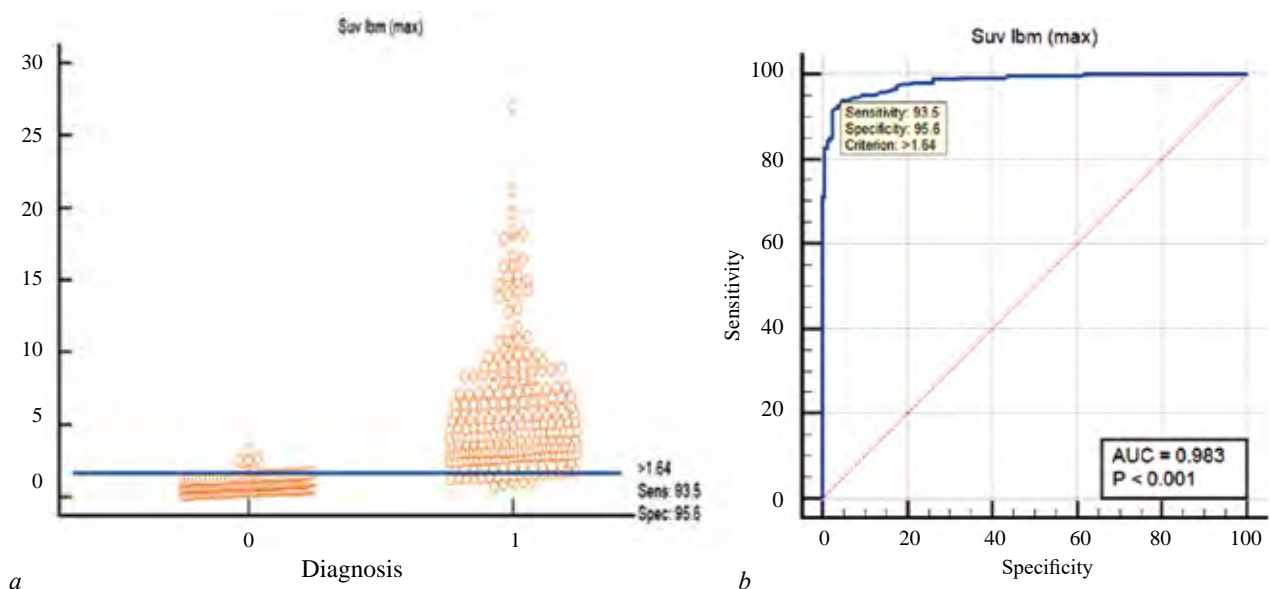 Suv lbm (max)
30
25
20
15
10
5
0
>1.64
Sens: 93.5
Spec: 95.6
0 1
Diagnosis
a
Suv lbm (max)
100
80
60
40
20
0
Sensitivity
Sensitivity: 93.5
Specificity: 95.6
Criterion: >1.64
AUC = 0.983
P < 0.001
0 20 40 60 80 100
Specificity
b